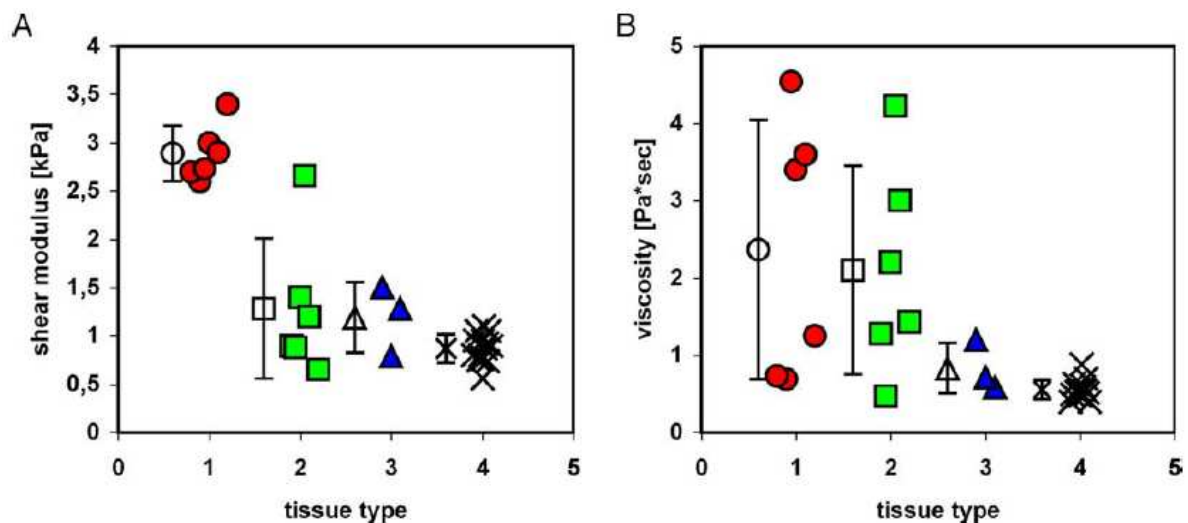 A
4
3,5
3
2,5
2
1,5
1
0,5
0
shear modulus [kPa]
0 1 2 3 4 5
tissue type
B
5
4
3
2
1
0
viscosity [Pa*sec]
0 1 2 3 4 5
tissue type